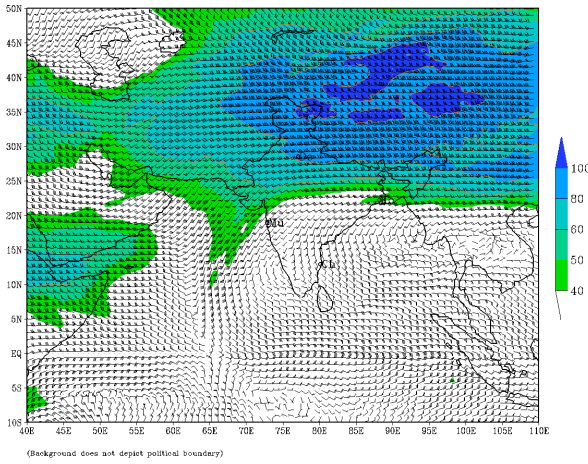 50N
45N
40N
35N
30N
25N
20N
15N
10N
5N
EQ
5S
10S
Mu
Ch
100
80
60
50
40
40E 45E 50E 55E 60E 65E 70E 75E 80E 85E 90E 95E 100E 105E 110E
(Background does not depict political boundary)